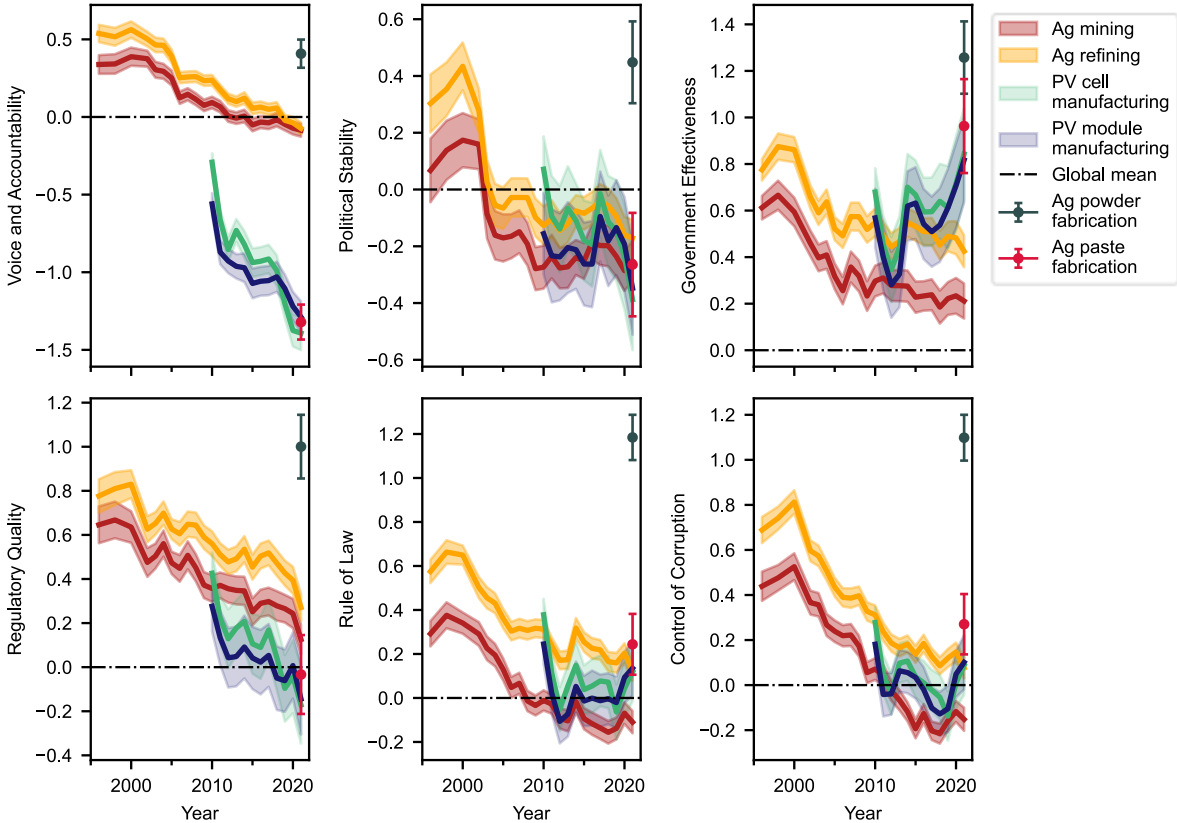 Voice and Accountability
0.5
0.0
−0.5
−1.0
−1.5
Political Stability
0.6
0.4
0.2
0.0
−0.2
−0.4
−0.6
Government Effectiveness
1.4
1.2
1.0
0.8
0.6
0.4
0.2
0.0
Ag mining
Ag refining
PV cell
manufacturing
PV module
manufacturing
Global mean
Ag powder
fabrication
Ag paste
fabrication
Regulatory Quality
1.2
1.0
0.8
0.6
0.4
0.2
0.0
−0.2
−0.4
2000
2010
2020
Year
Rule of Law
1.2
1.0
0.8
0.6
0.4
0.2
0.0
−0.2
2000
2010
2020
Year
Control of Corruption
1.2
1.0
0.8
0.6
0.4
0.2
0.0
−0.2
2000
2010
2020
Year